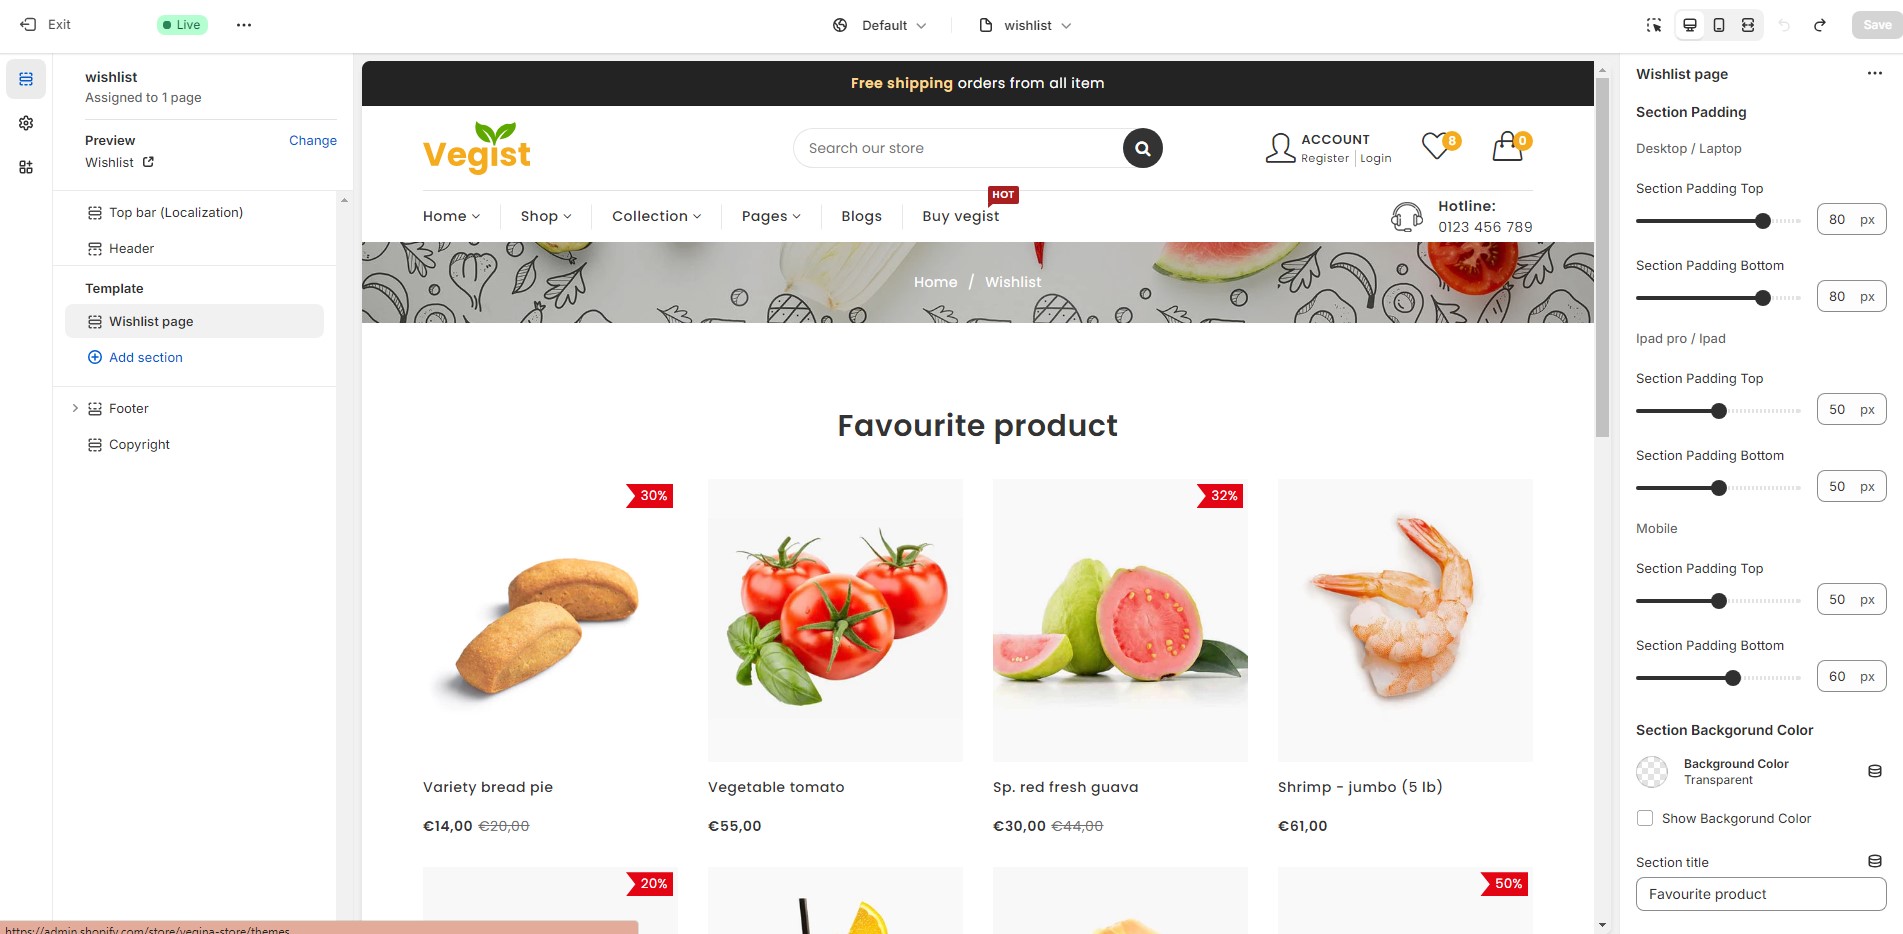 Exit
Live
Default
wishlist
Save
wishlist
Assigned to 1 page
Preview
Change
Wishlist
Top bar (Localization)
Header
Template
Wishlist page
Add section
Footer
Copyright
Free shipping orders from all item
Vegist
Search our store
ACCOUNT
Register
Login
8
0
HOT
Home
Shop
Collection
Pages
Blogs
Buy vegist
Hotline:
0123 456 789
Home / Wishlist
Favourite product
30%
32%
Variety bread pie
Vegetable tomato
Sp. red fresh guava
Shrimp - jumbo (5 lb)
€14,00 €20,00
€55,00
€30,00 €44,00
€61,00
20%
50%
https://admin.shopify.com/store/vegina-store/themes
Wishlist page
Section Padding
Desktop / Laptop
Section Padding Top
80 px
Section Padding Bottom
80 px
Ipad pro / Ipad
Section Padding Top
50 px
Section Padding Bottom
50 px
Mobile
Section Padding Top
50 px
Section Padding Bottom
60 px
Section Backgorund Color
Background Color
Transparent
Show Backgorund Color
Section title
Favourite product